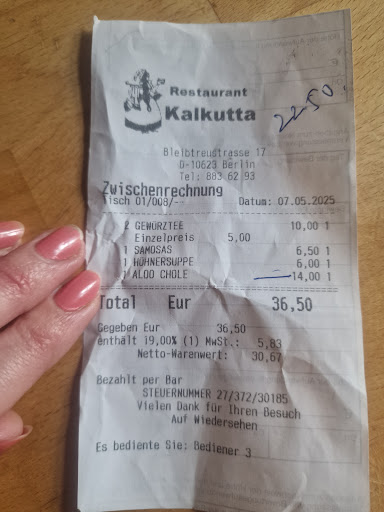 Restaurant
Kalkutta
22.50
Bleibtreustrasse 17
D-10623 Berlin
Tel: 883 62 93
Zwischenrechnung
Tisch 01/008/-- Datum: 07.05.2025
2 GEWÜRZTEE 10,00 1
Einzelpreis 5,00
1 SAMOSAS 6,50 1
1 HÜHNERSUPPE 6,00 1
1 ALOO CHOLE 14,00 1
Total Eur 36,50
Gegeben Eur 36,50
enthält 19,00% (1) MwSt.: 5,83
Netto-Warenwert: 30,67
Bezahlt per Bar
STEUERNUMMER 27/372/30185
Vielen Dank für Ihren Besuch
Auf Wiedersehen
Es bediente Sie: Bediener 3